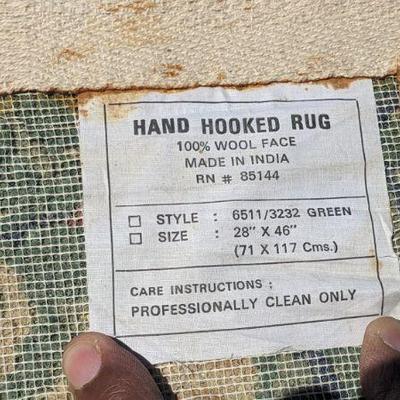 HAND HOOKED RUG
100% WOOL FACE
MADE IN INDIA
RN # 85144
☐ STYLE : 6511/3232 GREEN
☐ SIZE : 28" X 46"
(71 X 117 Cms.)
CARE INSTRUCTIONS :
PROFESSIONALLY CLEAN ONLY